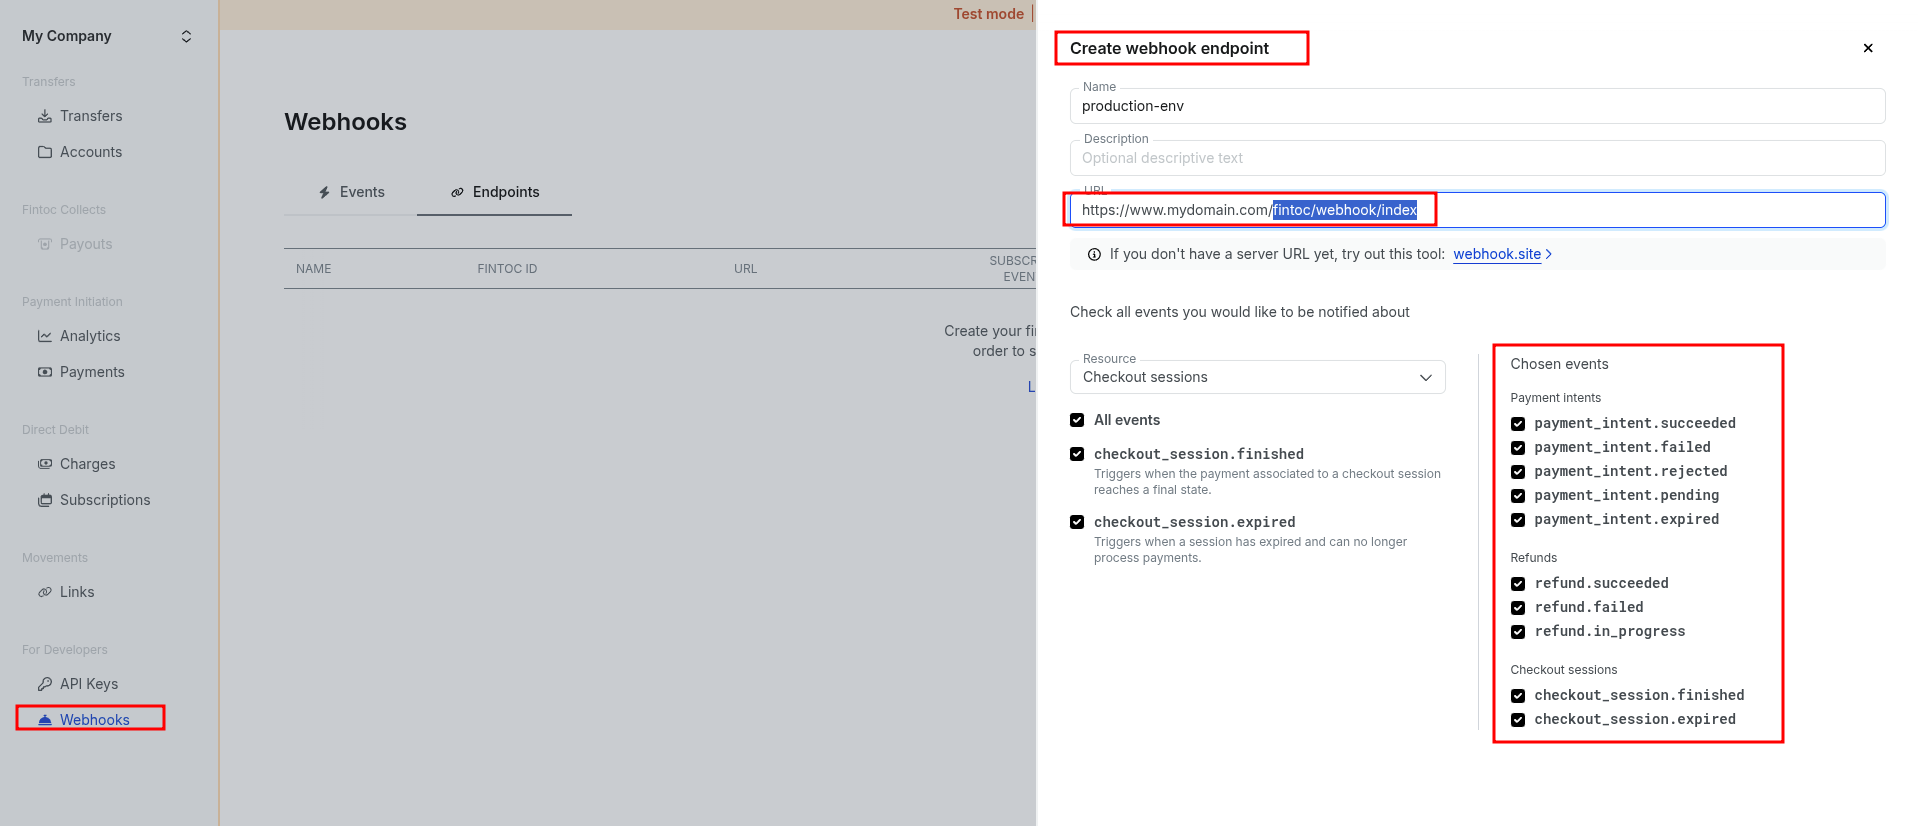 My Company
Transfers
Transfers
Accounts
Fintoc Collects
Payouts
Payment Initiation
Analytics
Payments
Direct Debit
Charges
Subscriptions
Movements
Links
For Developers
API Keys
Webhooks
Test mode
Webhooks
Events
Endpoints
NAME
FINTOC ID
URL
SUBSCR
EVEN
Create your fi
order to s
L
Create webhook endpoint
Name
production-env
Description
Optional descriptive text
URL
https://www.mydomain.com/fintoc/webhook/index
If you don't have a server URL yet, try out this tool: webhook.site
Check all events you would like to be notified about
Resource
Checkout sessions
All events
checkout_session.finished
Triggers when the payment associated to a checkout session
reaches a final state.
checkout_session.expired
Triggers when a session has expired and can no longer
process payments.
Chosen events
Payment intents
payment_intent.succeeded
payment_intent.failed
payment_intent.rejected
payment_intent.pending
payment_intent.expired
Refunds
refund.succeeded
refund.failed
refund.in_progress
Checkout sessions
checkout_session.finished
checkout_session.expired